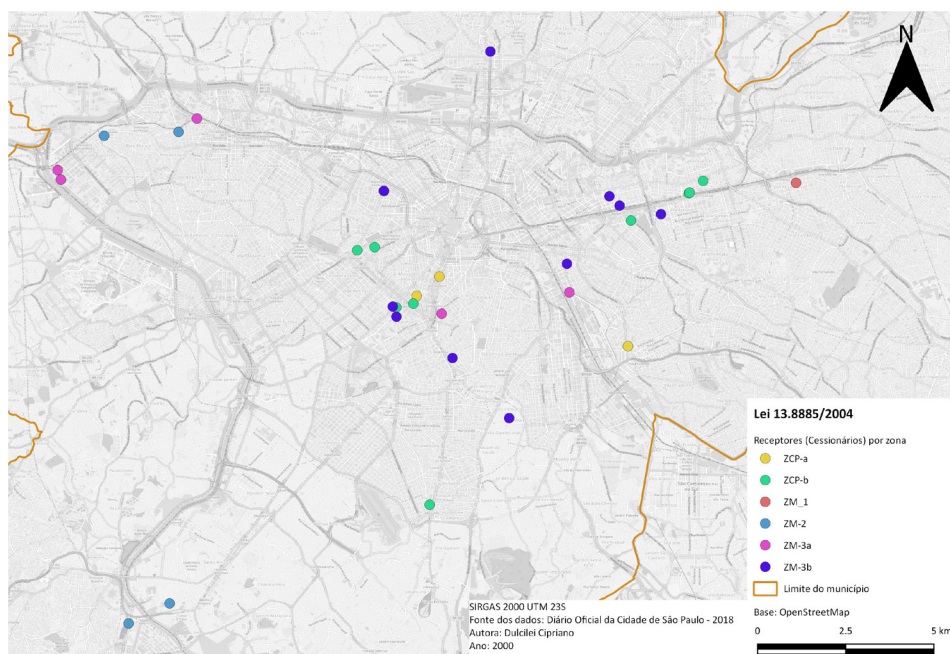 N
Lei 13.8885/2004
Receptores (Cessionários) por zona
ZCP-a
ZCP-b
ZM_1
ZM-2
ZM-3a
ZM-3b
Limite do município
Base: OpenStreetMap
0 2.5 5 km
SIRGAS 2000 UTM 23S
Fonte dos dados: Diário Oficial da Cidade de São Paulo - 2018
Autora: Dulcilei Cipriano
Ano: 2000